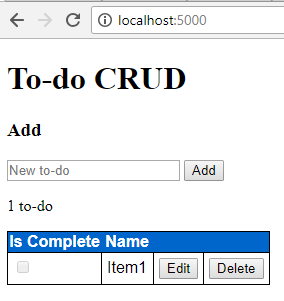 localhost:5000
To-do CRUD
Add
New to-do Add
1 to-do
Is Complete Name
Item1 Edit Delete